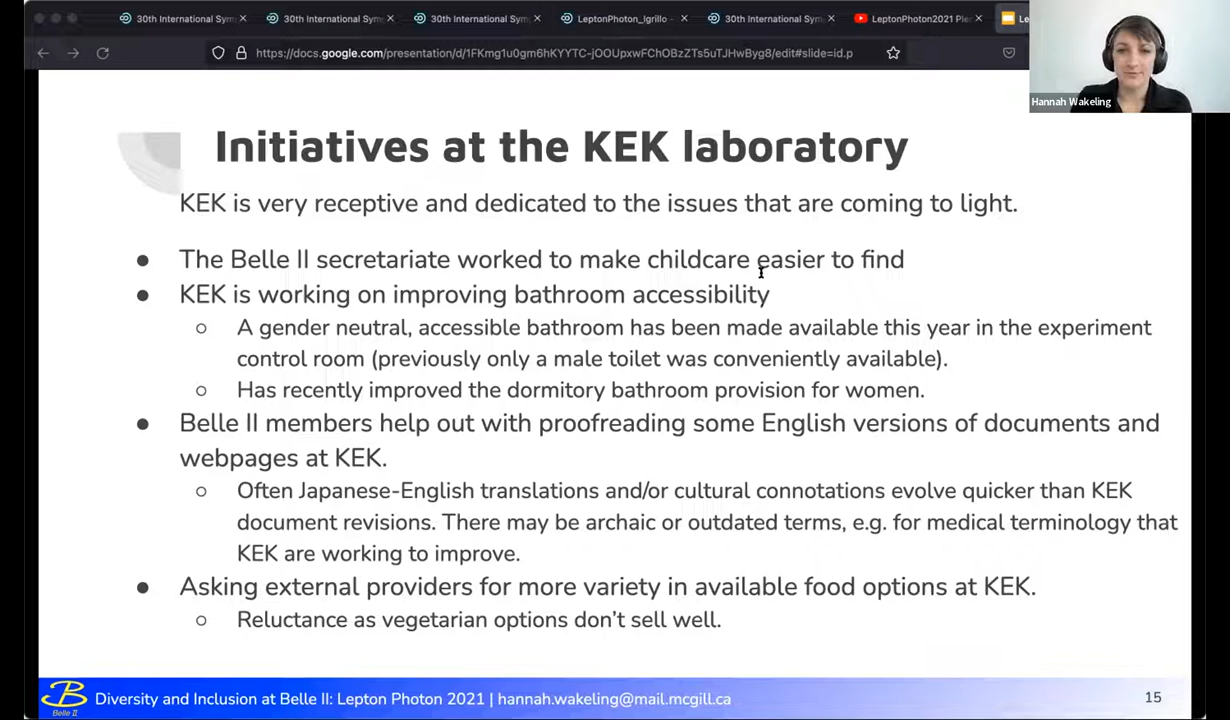 30th International Sym
30th International Sym
30th International Sym
LeptonPhoton_Igrillo
30th International Sym
LeptonPhoton2021 Plen
Le
https://docs.google.com/presentation/d/1FKmg1u0gm6hKYYTC-jOOUpxwFChOBzZTs5uTJHwByg8/edit#slide=id.p
Hannah Wakeling
Initiatives at the KEK laboratory
KEK is very receptive and dedicated to the issues that are coming to light.
● The Belle II secretariate worked to make childcare easier to find
● KEK is working on improving bathroom accessibility
○ A gender neutral, accessible bathroom has been made available this year in the experiment
control room (previously only a male toilet was conveniently available).
○ Has recently improved the dormitory bathroom provision for women.
● Belle II members help out with proofreading some English versions of documents and
webpages at KEK.
○ Often Japanese-English translations and/or cultural connotations evolve quicker than KEK
document revisions. There may be archaic or outdated terms, e.g. for medical terminology that
KEK are working to improve.
● Asking external providers for more variety in available food options at KEK.
○ Reluctance as vegetarian options don't sell well.
B
Belle II
Diversity and Inclusion at Belle II: Lepton Photon 2021 | hannah.wakeling@mail.mcgill.ca
15